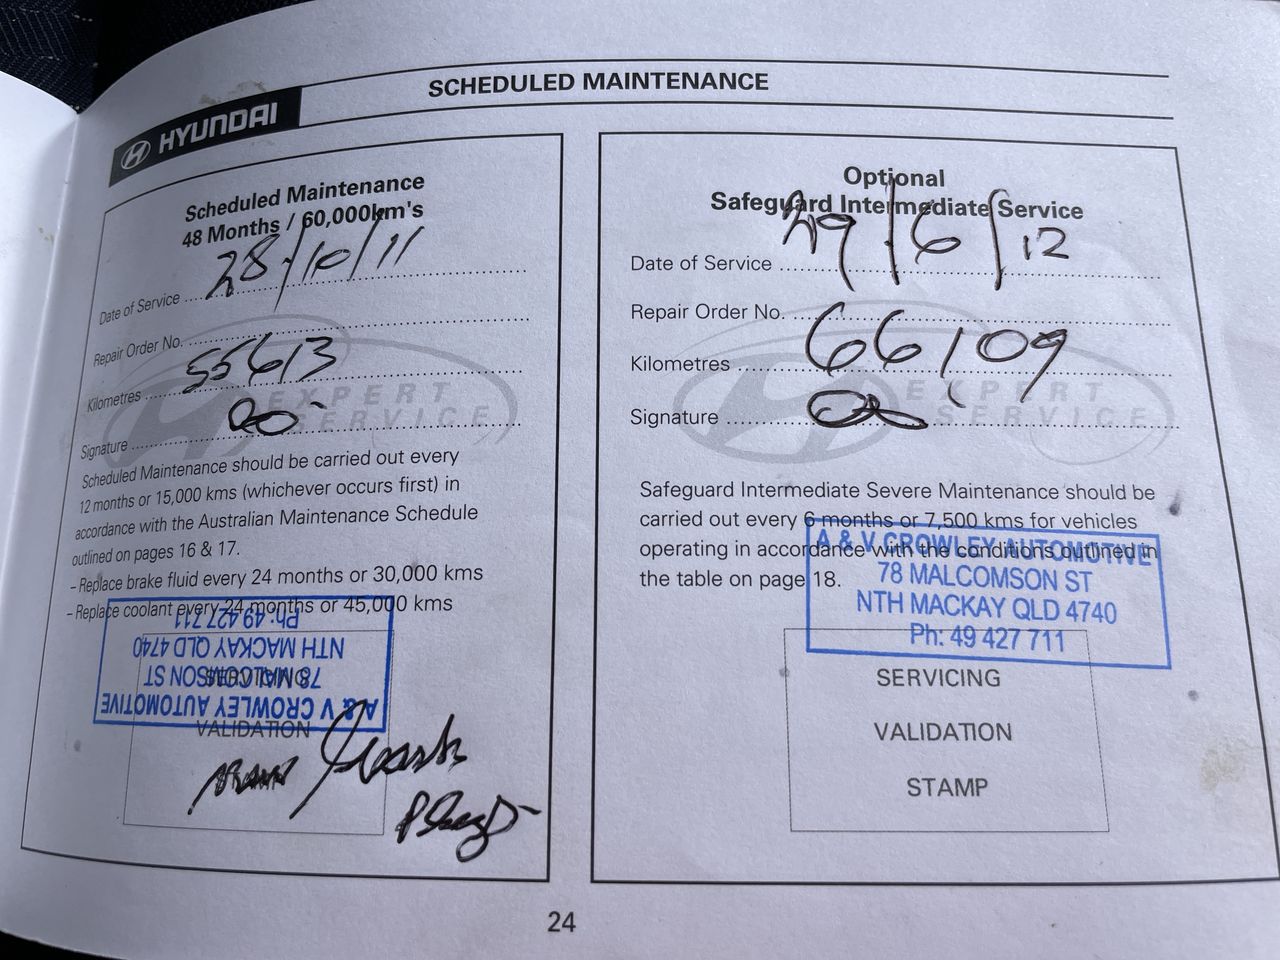 SCHEDULED MAINTENANCE
HYUNDAI
Scheduled Maintenance
48 Months / 60,000km's
Date of Service 28/10/11
Repair Order No.
Kilometres 55613
Signature
EXPERT
SERVICE
Scheduled Maintenance should be carried out every
12 months or 15,000 kms (whichever occurs first) in
accordance with the Australian Maintenance Schedule
outlined on pages 16 & 17.
– Replace brake fluid every 24 months or 30,000 kms
– Replace coolant every 24 months or 45,000 kms
A & V CROWLEY AUTOMOTIVE
78 MALCOMSON ST
NTH MACKAY QLD 4740
Ph: 49 427 711
SERVICING
VALIDATION
Optional
Safeguard Intermediate Service
Date of Service 29/6/12
Repair Order No.
Kilometres 66109
Signature
EXPERT
SERVICE
Safeguard Intermediate Severe Maintenance should be
carried out every 6 months or 7,500 kms for vehicles
operating in accordance with the conditions outlined in
the table on page 18.
A & V CROWLEY AUTOMOTIVE
78 MALCOMSON ST
NTH MACKAY QLD 4740
Ph: 49 427 711
SERVICING
VALIDATION
STAMP
24